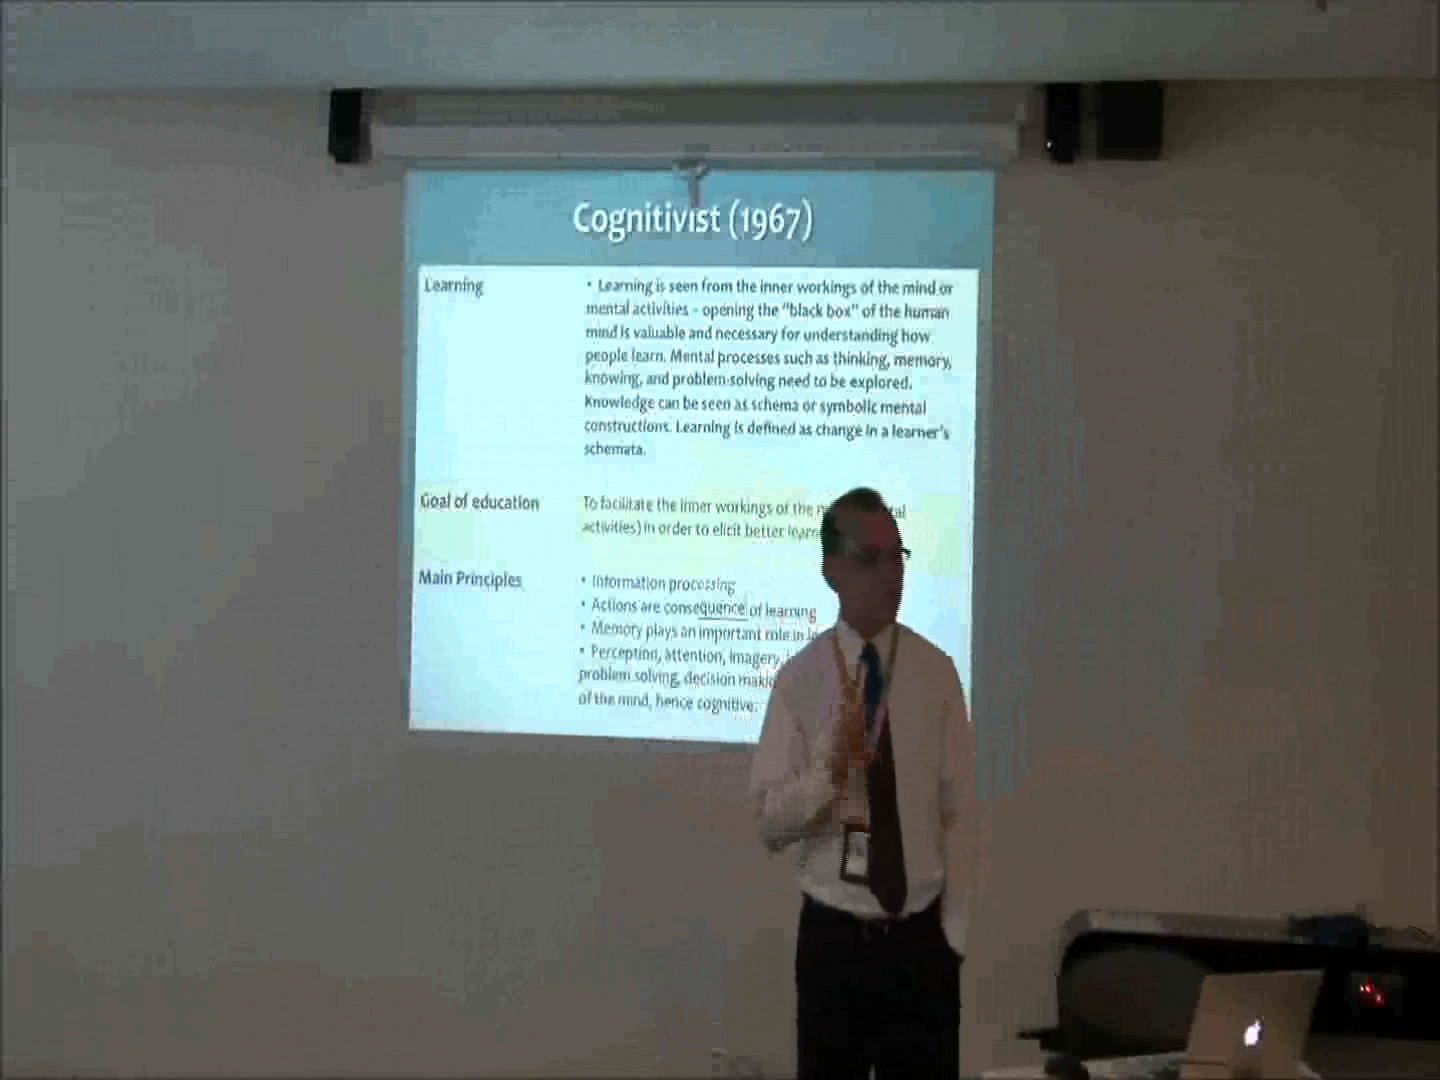 Cognitivist (1967)
Learning
• Learning is seen from the inner workings of the mind or
mental activities - opening the "black box" of the human
mind is valuable and necessary for understanding how
people learn. Mental processes such as thinking, memory,
knowing, and problem-solving need to be explored.
Knowledge can be seen as schema or symbolic mental
constructions. Learning is defined as change in a learner's
schemata.
Goal of education
To facilitate the inner workings of the
activities) in order to elicit better
Main Principles
• Information processing
• Actions are consequence of learning
• Memory plays an important role in
• Perception, attention, imagery,
problem solving, decision
of the mind, hence cognitive.